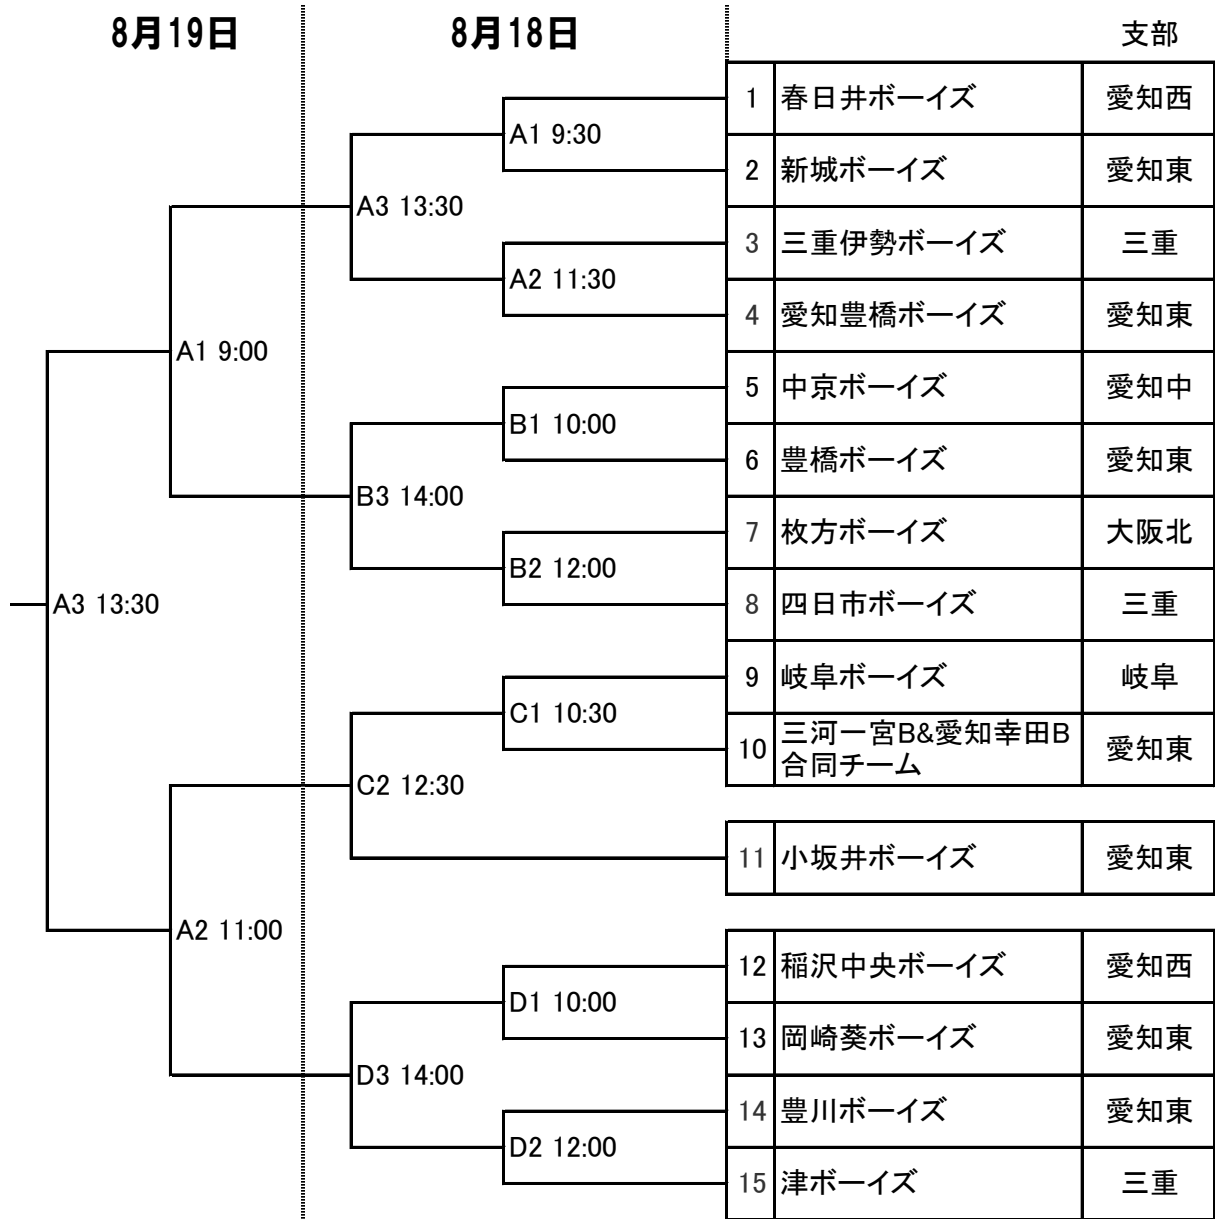 8月19日 8月18日 支部
1 春日井ボーイズ 愛知西
A1 9:30
2 新城ボーイズ 愛知東
A3 13:30
3 三重伊勢ボーイズ 三重
A2 11:30
4 愛知豊橋ボーイズ 愛知東
A1 9:00
5 中京ボーイズ 愛知中
B1 10:00
6 豊橋ボーイズ 愛知東
B3 14:00
7 枚方ボーイズ 大阪北
B2 12:00
A3 13:30
8 四日市ボーイズ 三重
9 岐阜ボーイズ 岐阜
C1 10:30
10 三河一宮B&愛知幸田B
合同チーム 愛知東
C2 12:30
11 小坂井ボーイズ 愛知東
A2 11:00
12 稲沢中央ボーイズ 愛知西
D1 10:00
13 岡崎葵ボーイズ 愛知東
D3 14:00
14 豊川ボーイズ 愛知東
D2 12:00
15 津ボーイズ 三重